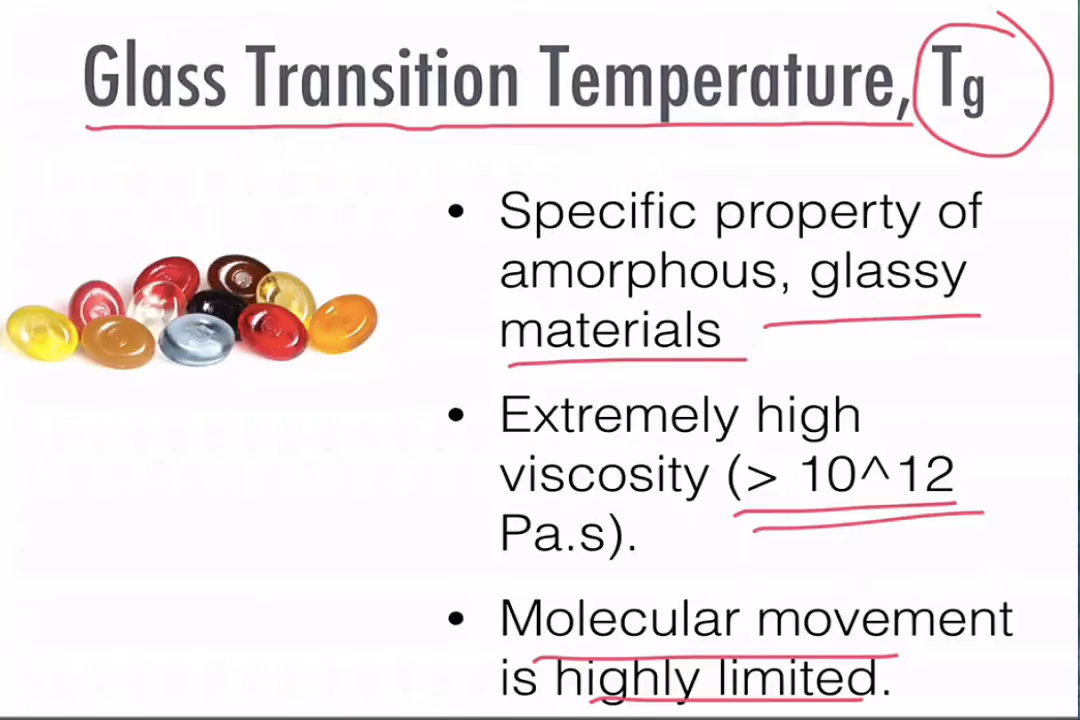 Glass Transition Temperature, Tg
• Specific property of
amorphous, glassy
materials
• Extremely high
viscosity (> 10^12
Pa.s).
• Molecular movement
is highly limited.